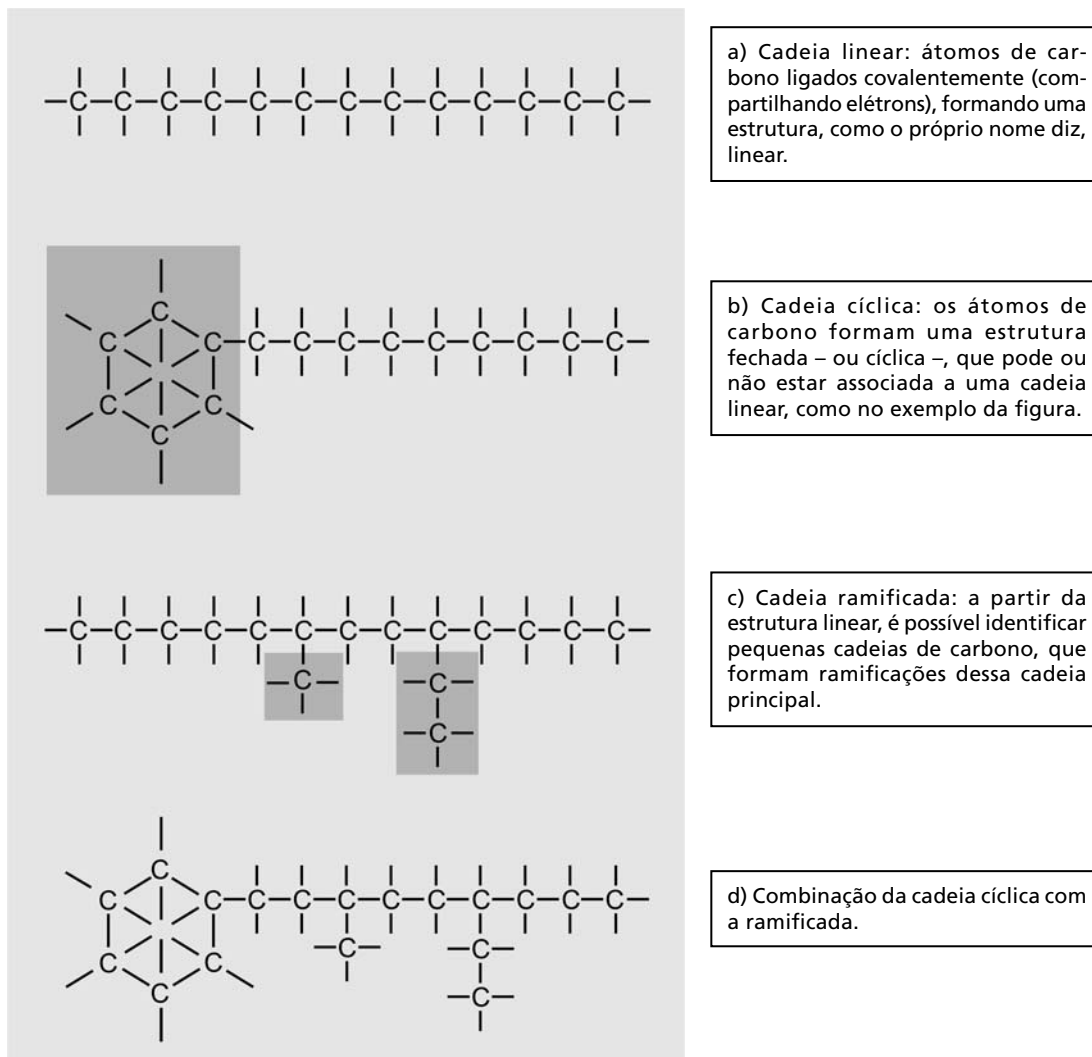 –C–C–C–C–C–C–C–C–C–C–C–C–C–
a) Cadeia linear: átomos de car-
bono ligados covalentemente (com-
partilhando elétrons), formando uma
estrutura, como o próprio nome diz,
linear.
C
C C–C–C–C–C–C–C–C–C–C–
C C
C
b) Cadeia cíclica: os átomos de
carbono formam uma estrutura
fechada – ou cíclica –, que pode ou
não estar associada a uma cadeia
linear, como no exemplo da figura.
–C–C–C–C–C–C–C–C–C–C–C–C–C–
–C– –C–
–C–
c) Cadeia ramificada: a partir da
estrutura linear, é possível identificar
pequenas cadeias de carbono, que
formam ramificações dessa cadeia
principal.
C
C C–C–C–C–C–C–C–C–C–C–
–C– –C–
C C
C –C–
d) Combinação da cadeia cíclica com
a ramificada.